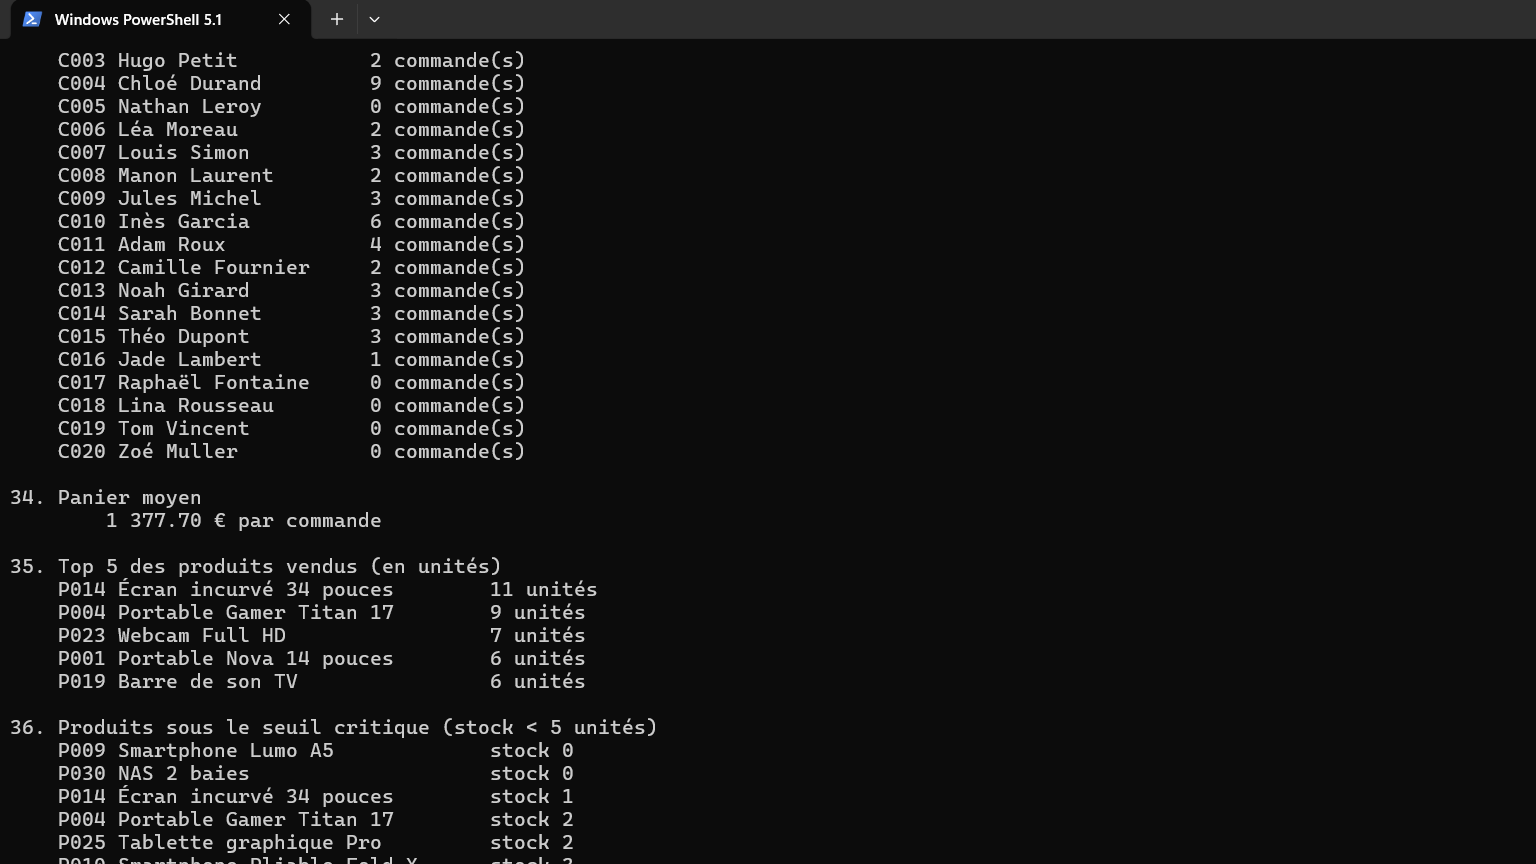 Windows PowerShell 5.1
C003 Hugo Petit 2 commande(s)
C004 Chloé Durand 9 commande(s)
C005 Nathan Leroy 0 commande(s)
C006 Léa Moreau 2 commande(s)
C007 Louis Simon 3 commande(s)
C008 Manon Laurent 2 commande(s)
C009 Jules Michel 3 commande(s)
C010 Inès Garcia 6 commande(s)
C011 Adam Roux 4 commande(s)
C012 Camille Fournier 2 commande(s)
C013 Noah Girard 3 commande(s)
C014 Sarah Bonnet 3 commande(s)
C015 Théo Dupont 3 commande(s)
C016 Jade Lambert 1 commande(s)
C017 Raphaël Fontaine 0 commande(s)
C018 Lina Rousseau 0 commande(s)
C019 Tom Vincent 0 commande(s)
C020 Zoé Muller 0 commande(s)
34. Panier moyen
1 377.70 € par commande
35. Top 5 des produits vendus (en unités)
P014 Écran incurvé 34 pouces 11 unités
P004 Portable Gamer Titan 17 9 unités
P023 Webcam Full HD 7 unités
P001 Portable Nova 14 pouces 6 unités
P019 Barre de son TV 6 unités
36. Produits sous le seuil critique (stock < 5 unités)
P009 Smartphone Lumo A5 stock 0
P030 NAS 2 baies stock 0
P014 Écran incurvé 34 pouces stock 1
P004 Portable Gamer Titan 17 stock 2
P025 Tablette graphique Pro stock 2
P010 Smartphone Pliable Fold X stock